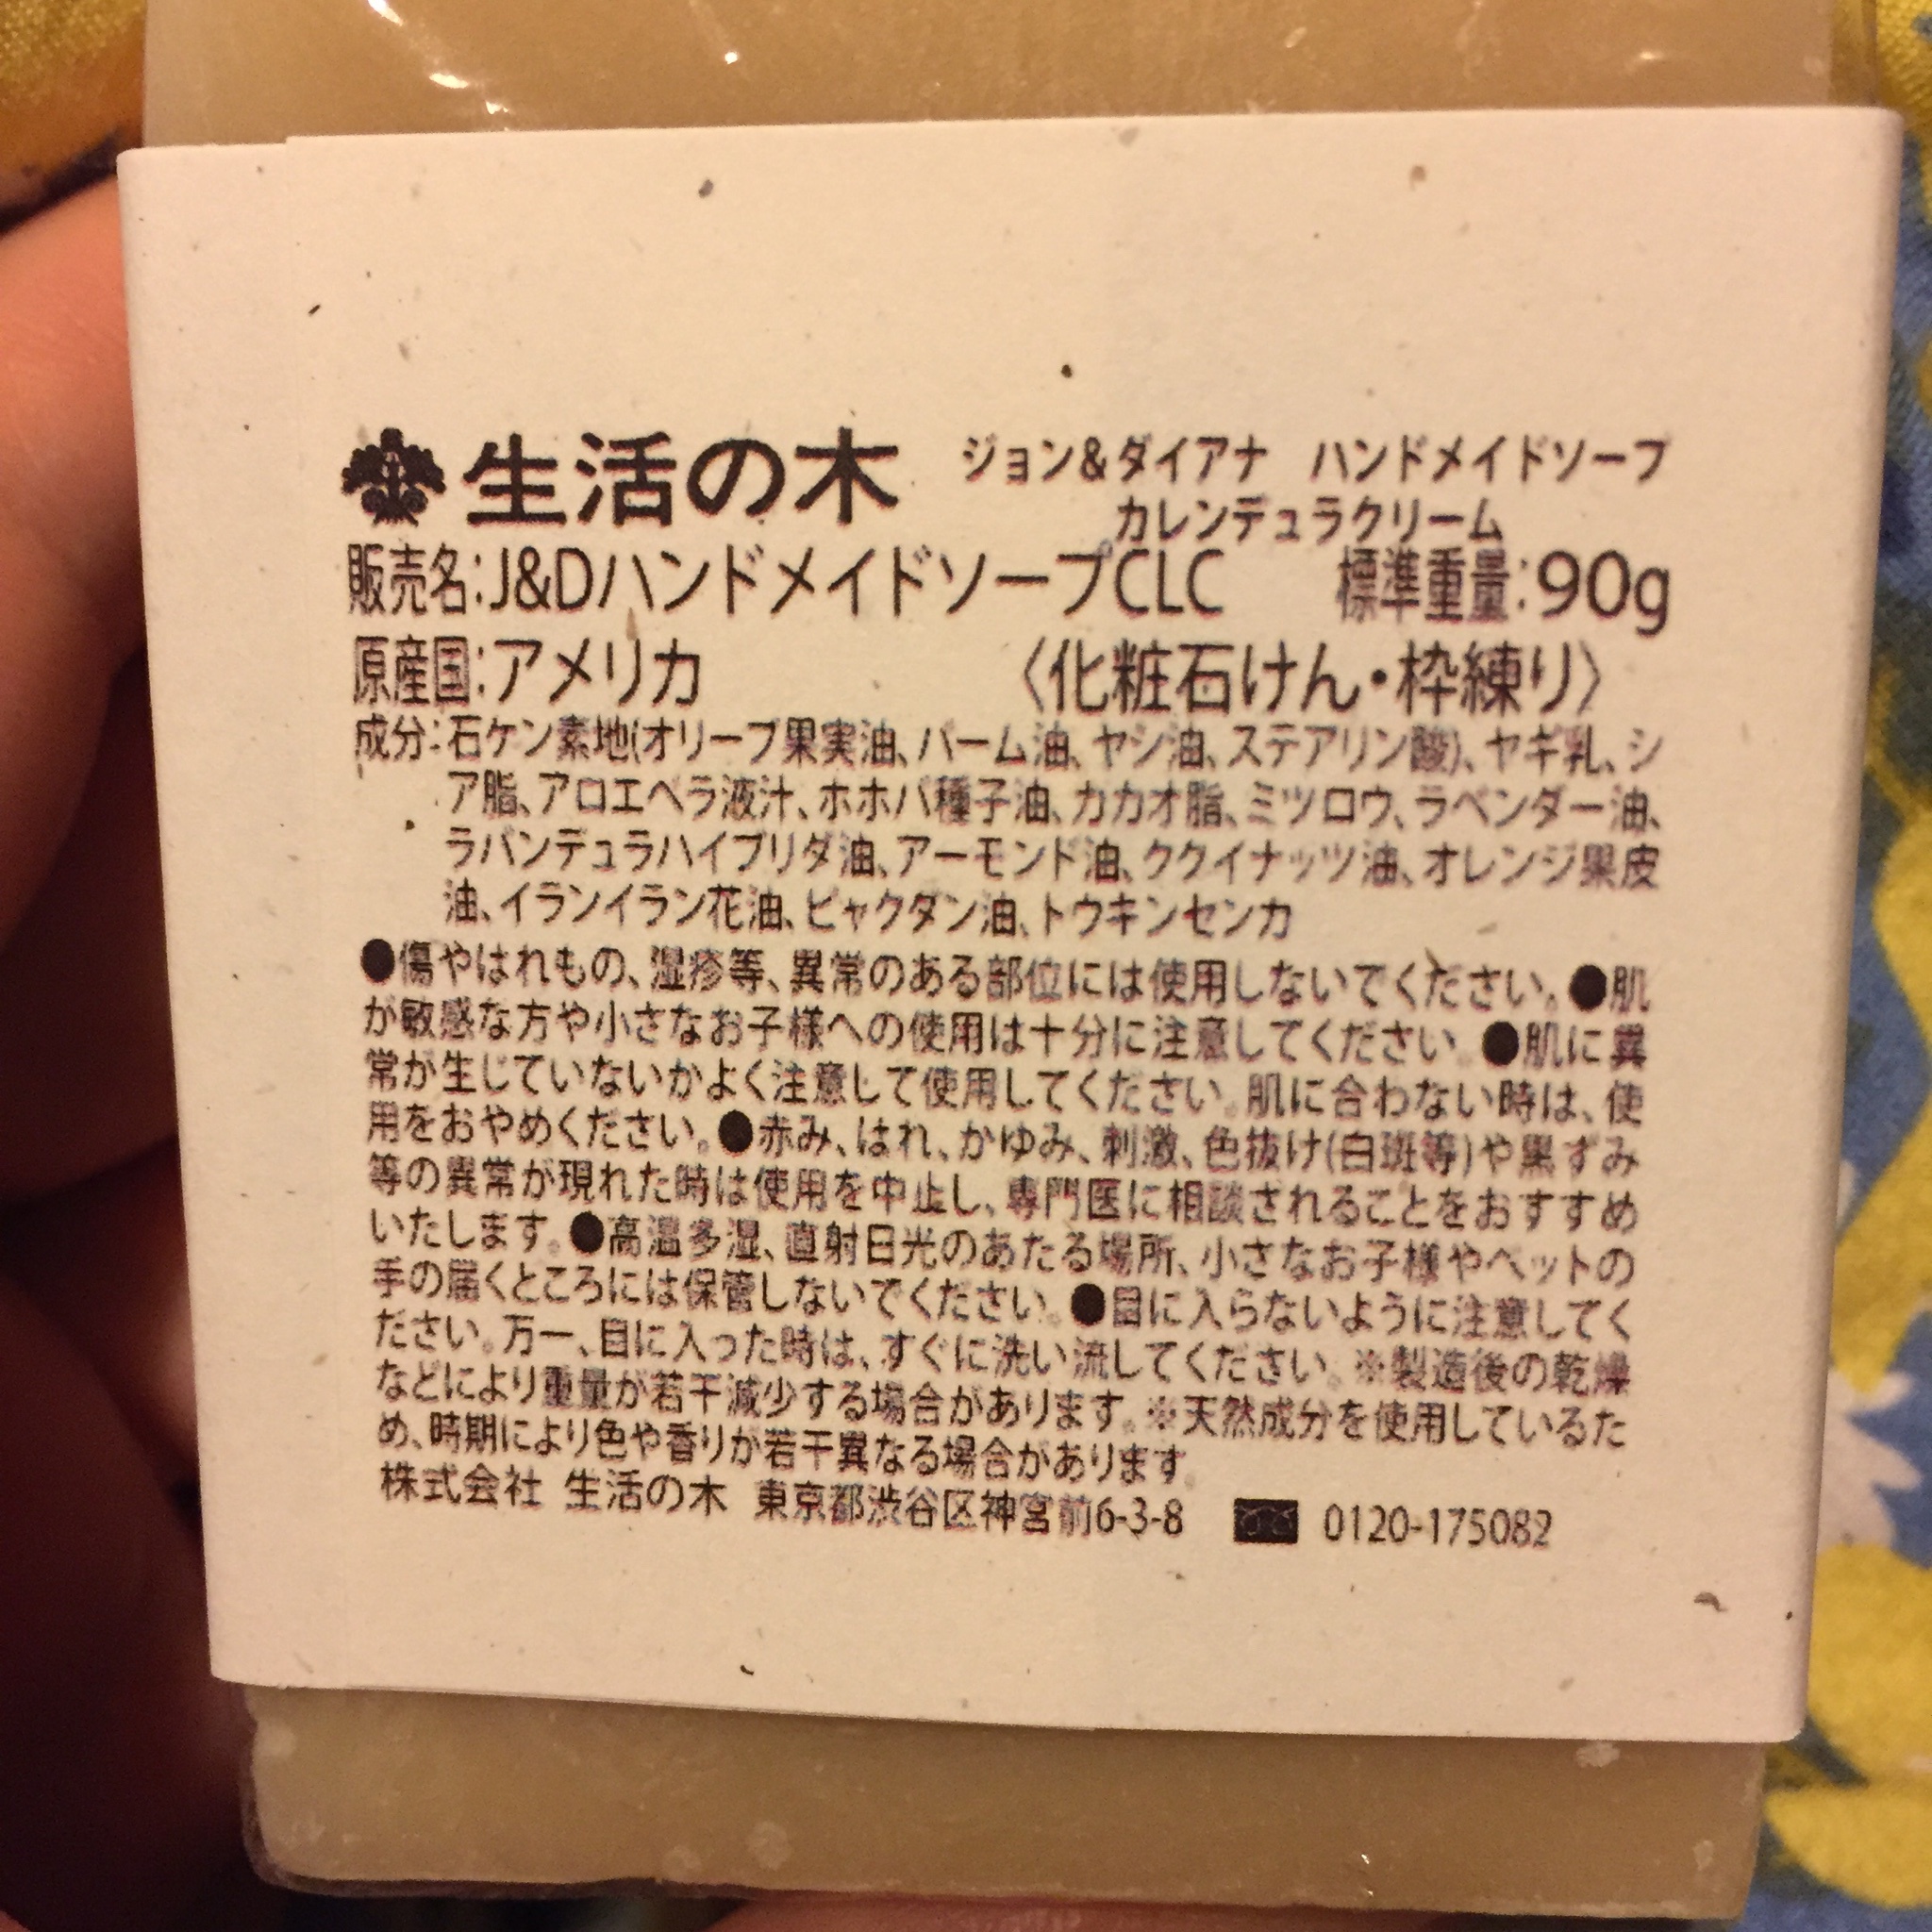 生活の木 ジョン&ダイアナ ハンドメイドソープ
カレンデュラクリーム
販売名:J&DハンドメイドソープCLC 標準重量:90g
原産国:アメリカ 〈化粧石けん・枠練り〉
成分:石ケン素地(オリーブ果実油、パーム油、ヤシ油、ステアリン酸)、ヤギ乳、シ
ア脂、アロエベラ液汁、ホホバ種子油、カカオ脂、ミツロウ、ラベンダー油、
ラバンデュラハイブリダ油、アーモンド油、ククイナッツ油、オレンジ果皮
油、イランイラン花油、ビャクダン油、トウキンセンカ
●傷やはれもの、湿疹等、異常のある部位には使用しないでください。●肌
が敏感な方や小さなお子様への使用は十分に注意してください。●肌に異
常が生じていないかよく注意して使用してください。肌に合わない時は、使
用をおやめください。●赤み、はれ、かゆみ、刺激、色抜け(白斑等)や黒ずみ
等の異常が現れた時は使用を中止し、専門医に相談されることをおすすめ
いたします。●高温多湿、直射日光のあたる場所、小さなお子様やペットの
手の届くところには保管しないでください。●目に入らないように注意してく
ださい。万一、目に入った時は、すぐに洗い流してください。※製造後の乾燥
などにより重量が若干減少する場合があります。※天然成分を使用しているた
め、時期により色や香りが若干異なる場合があります。
株式会社 生活の木 東京都渋谷区神宮前6-3-8 0120-175082